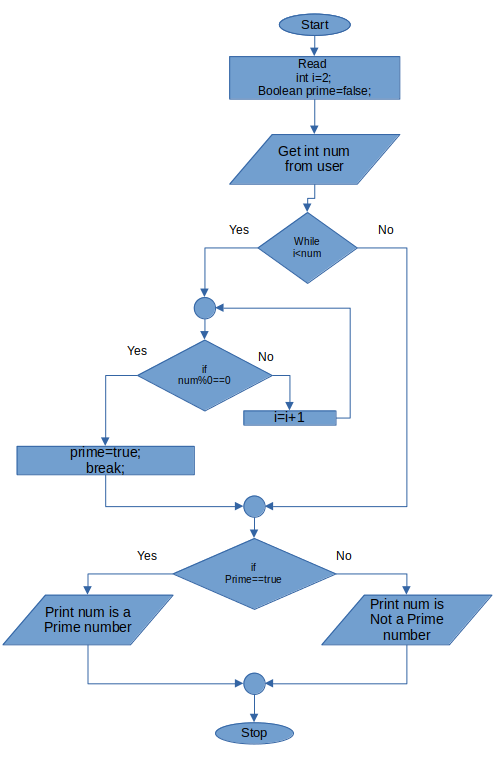 Start
Read
int i=2;
Boolean prime=false;
Get int num
from user
Yes
No
While
i<num
Yes
No
if
num%0==0
i=i+1
prime=true;
break;
Yes
No
if
Prime==true
Print num is a
Prime number
Print num is
Not a Prime
number
Stop